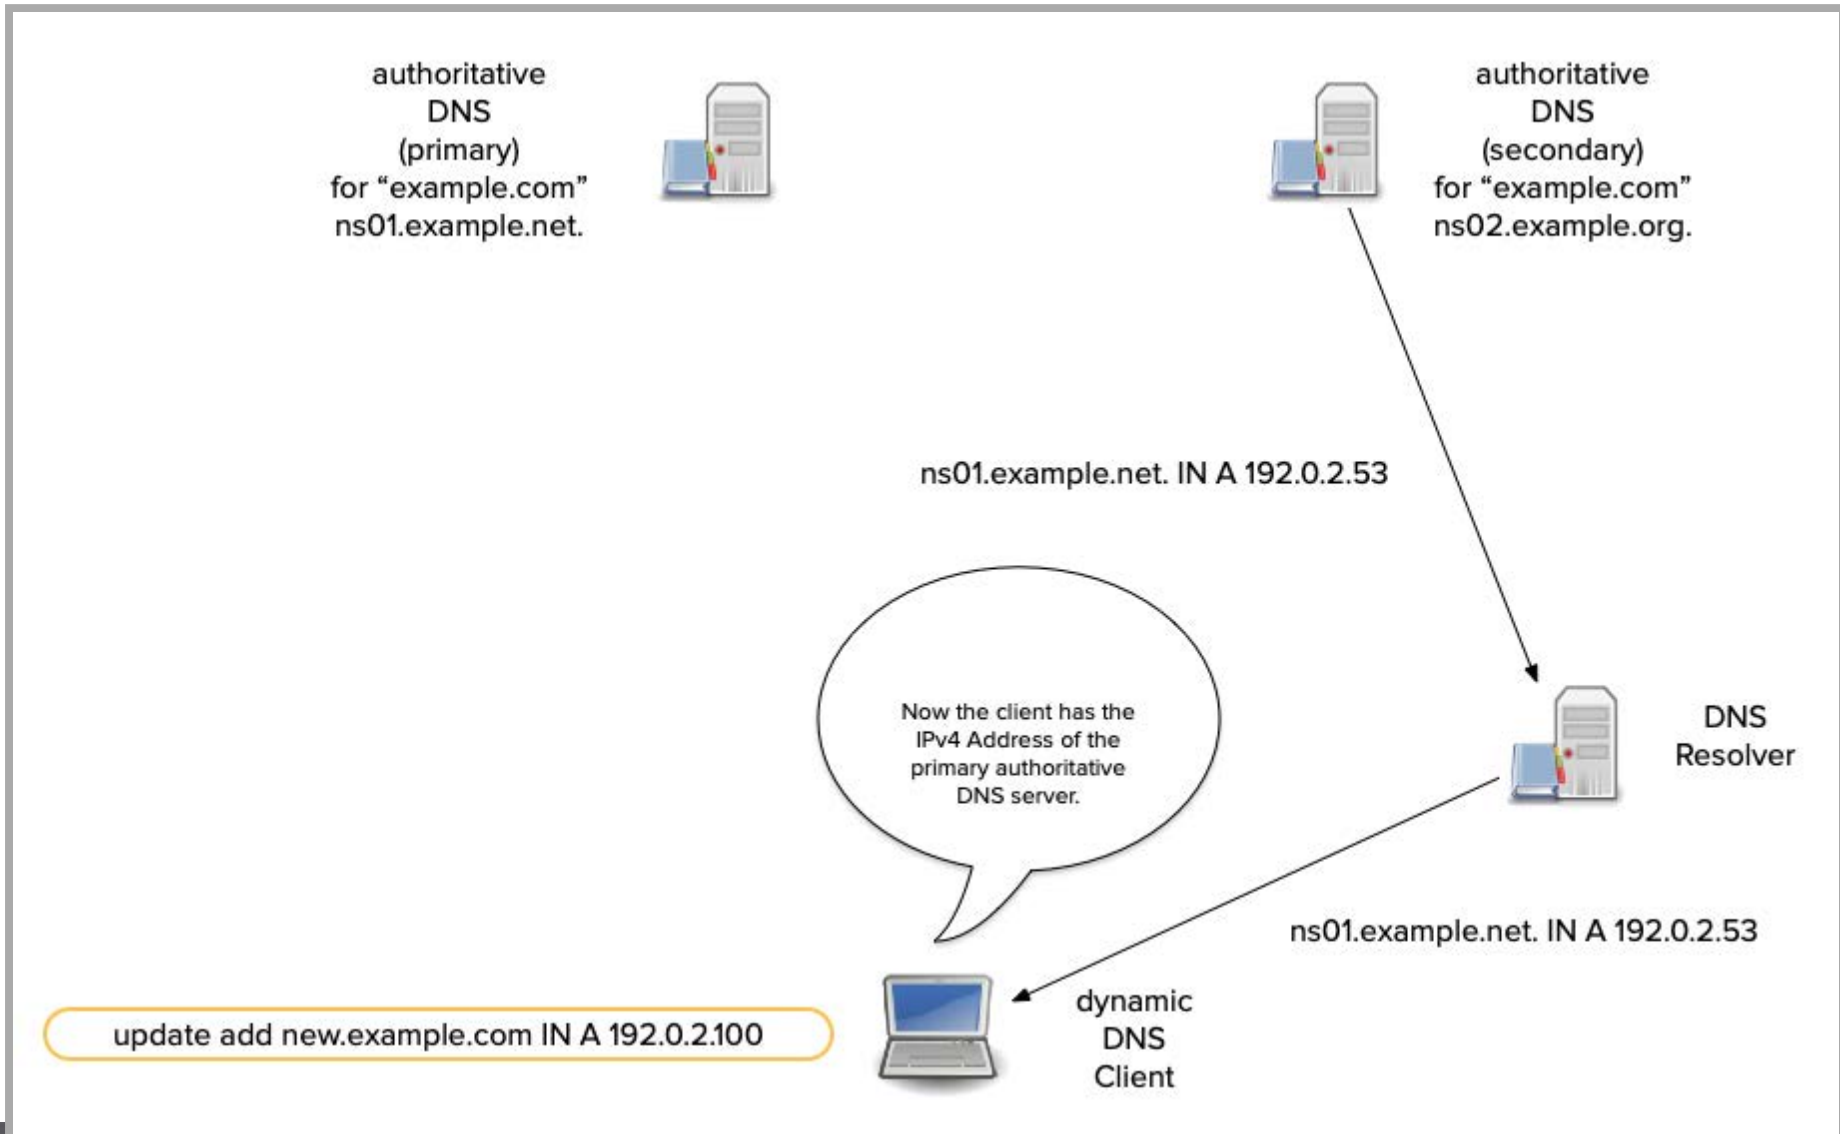 authoritative
DNS
(primary)
for “example.com”
ns01.example.net.
authoritative
DNS
(secondary)
for “example.com”
ns02.example.org.
ns01.example.net. IN A 192.0.2.53
Now the client has the
IPv4 Address of the
primary authoritative
DNS server.
DNS
Resolver
ns01.example.net. IN A 192.0.2.53
dynamic
DNS
Client
update add new.example.com IN A 192.0.2.100